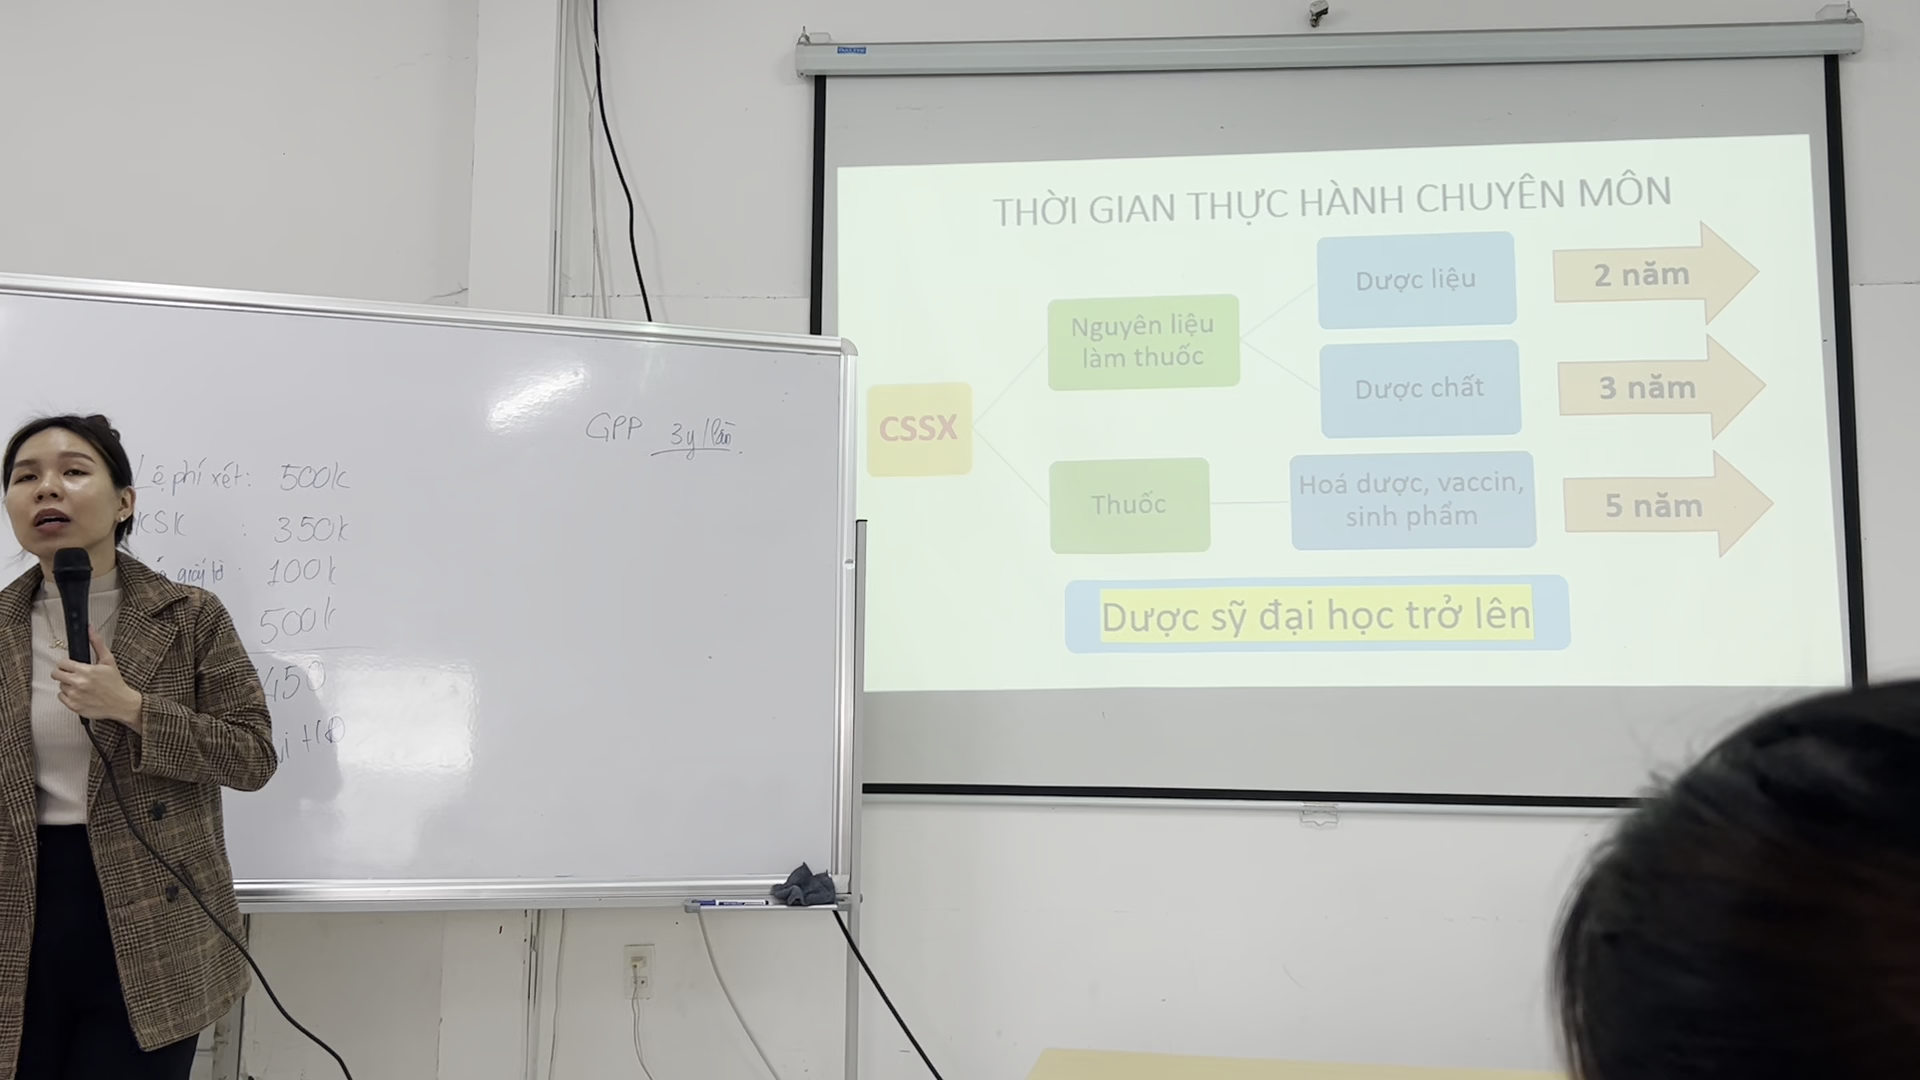 THỜI GIAN THỰC HÀNH CHUYÊN MÔN
CSSX
Nguyên liệu
làm thuốc
Dược liệu
2 năm
Dược chất
3 năm
Thuốc
Hoá dược, vaccin,
sinh phẩm
5 năm
Dược sỹ đại học trở lên
GPP 3y/lần
Lệ phí xét: 500k
KSK : 350k
giấy tờ : 100k
500k
450